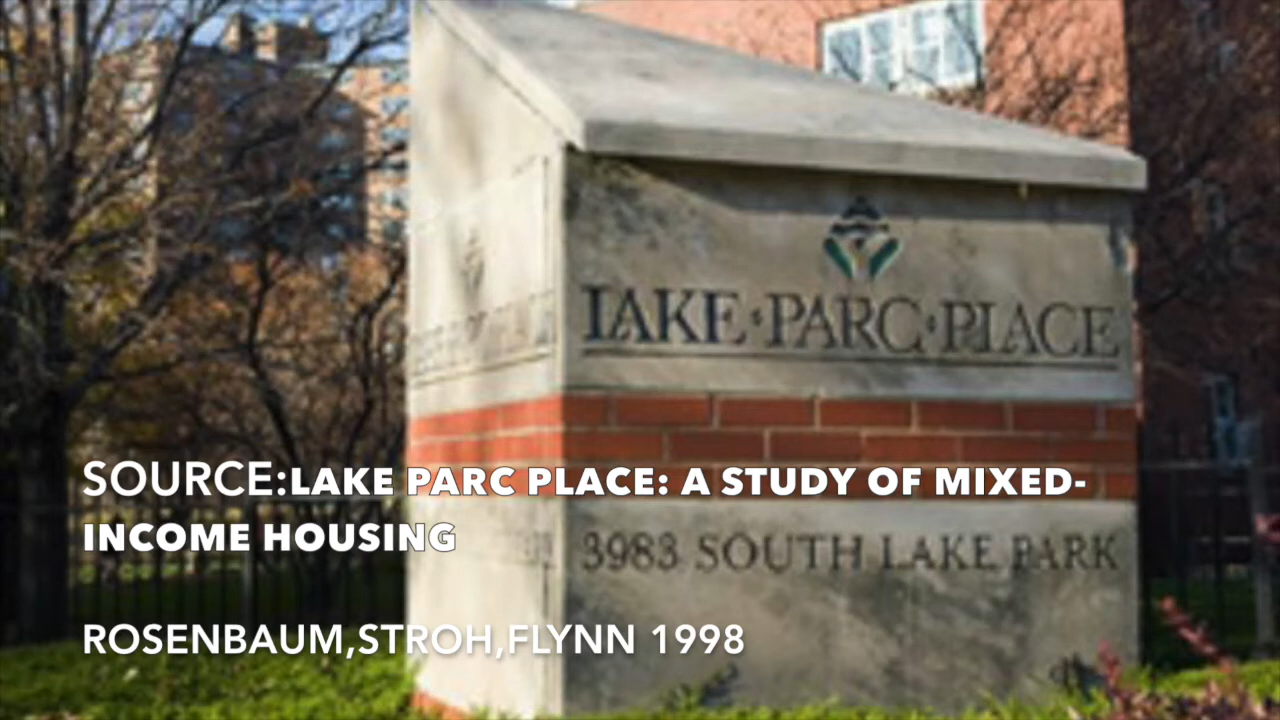 LAKE·PARC·PLACE
SOURCE:LAKE PARC PLACE: A STUDY OF MIXED-
INCOME HOUSING
3983 SOUTH LAKE PARK
ROSENBAUM,STROH,FLYNN 1998